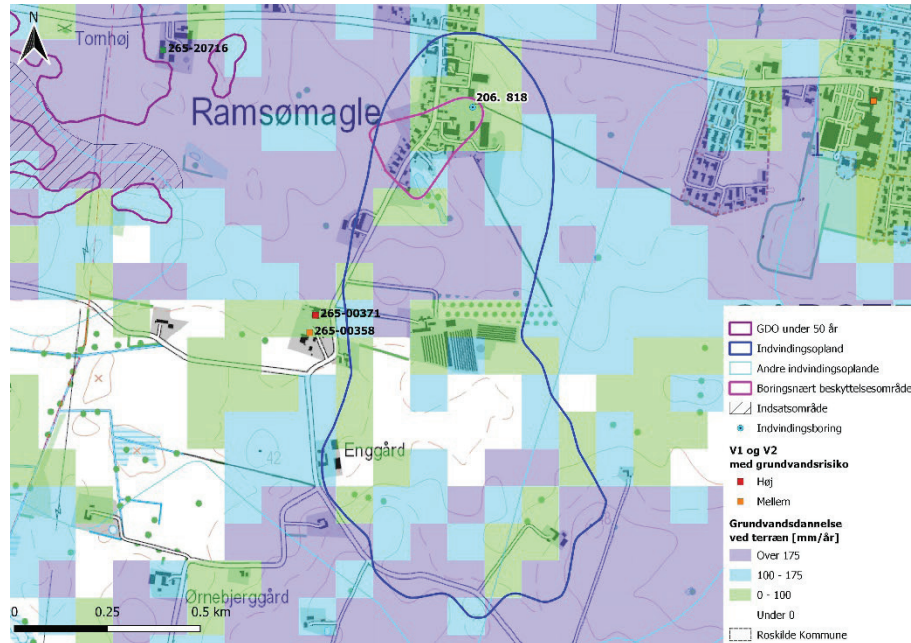 N
Tornhøj
265-20716
Ramsømagle
206. 818
265-00371
265-00358
42
Enggård
Ørnebjerggård
0 0.25 0.5 km
GDO under 50 år
Indvindingsopland
Andre indvindingsoplande
Boringsnært beskyttelsesområde
Indsatsområde
Indvindingsboring
V1 og V2
med grundvandsrisiko
Høj
Mellem
Grundvandsdannelse
ved terræn [mm/år]
Over 175
100 - 175
0 - 100
Under 0
Roskilde Kommune